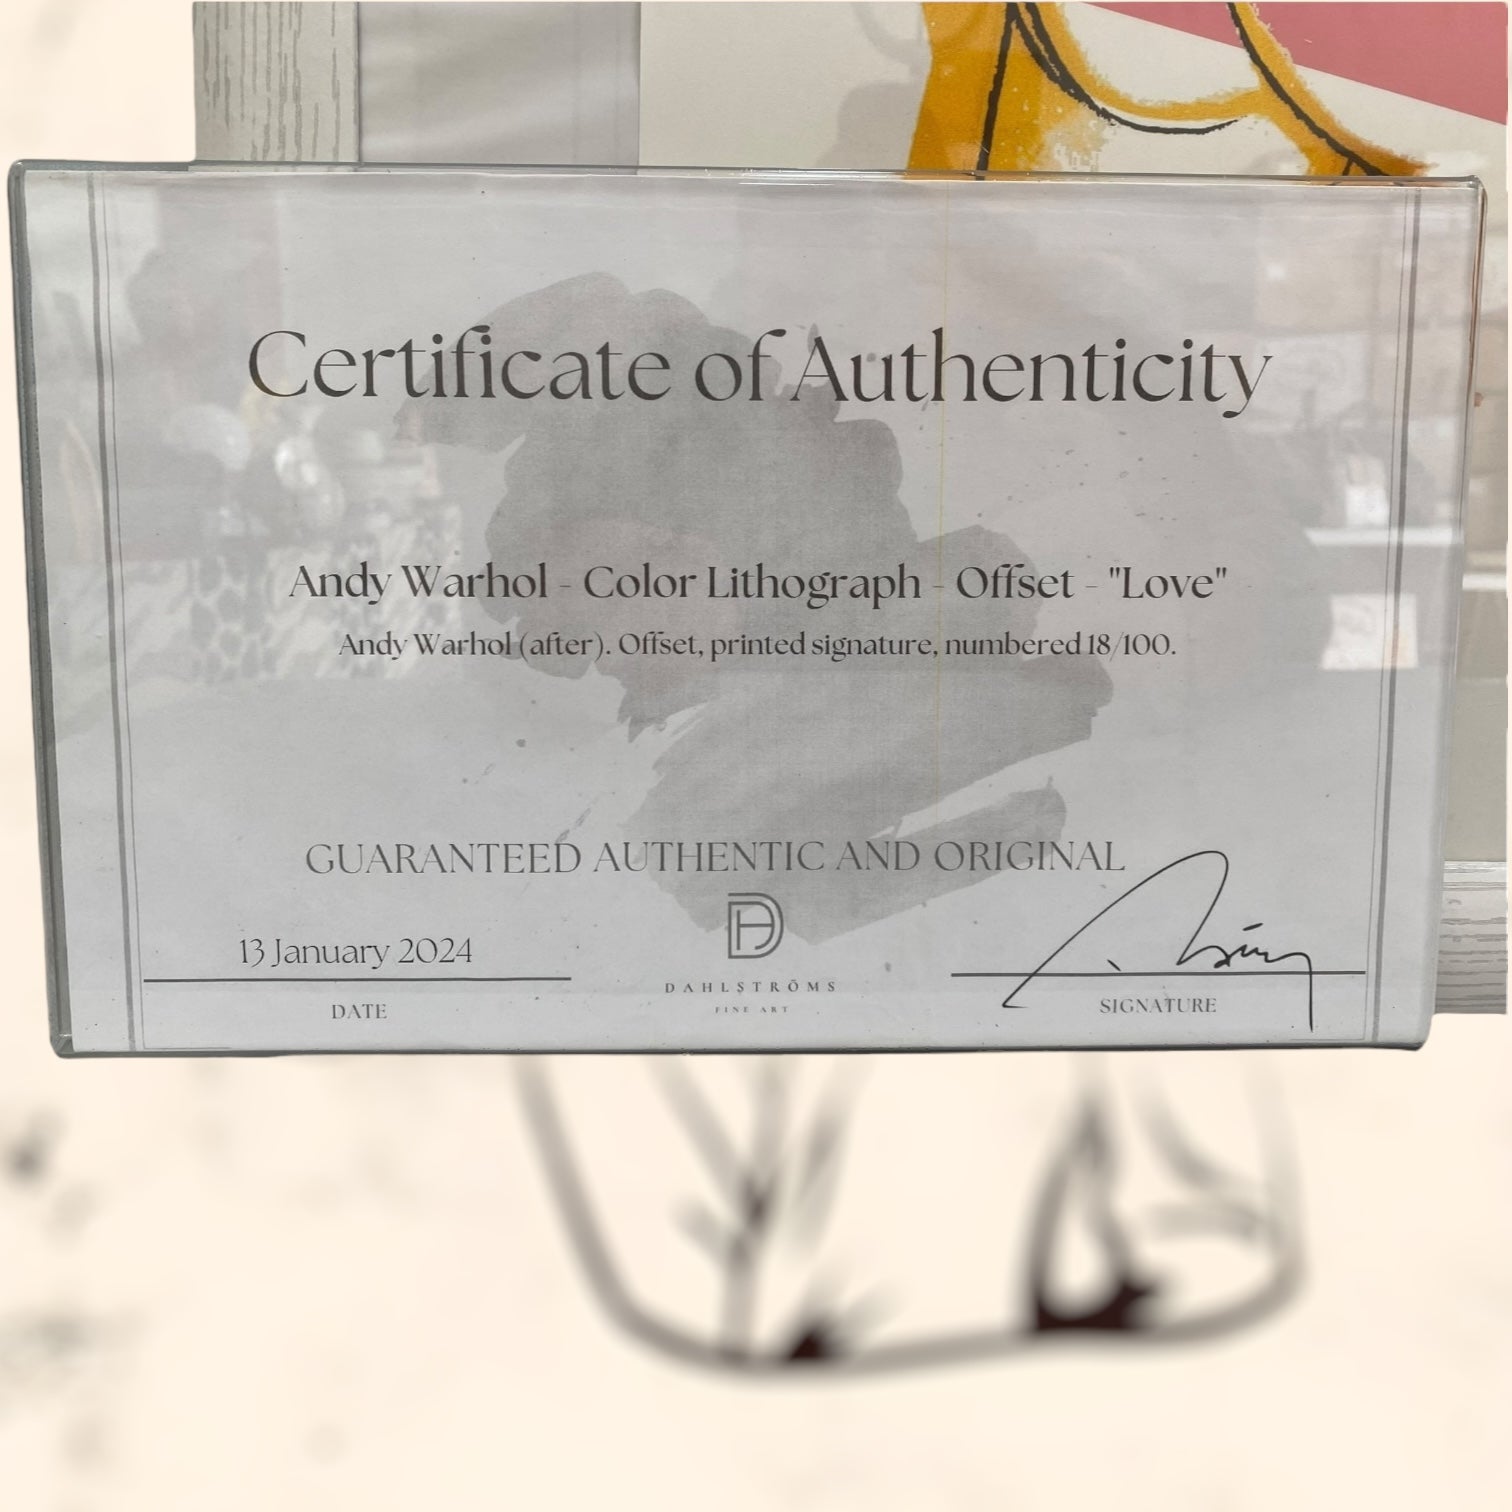 Certificate of Authenticity
Andy Warhol - Color Lithograph - Offset - "Love"
Andy Warhol (after). Offset, printed signature, numbered 18/100.
GUARANTEED AUTHENTIC AND ORIGINAL
13 January 2024
DATE
DAHLSTRÖMS
FINE ART
SIGNATURE